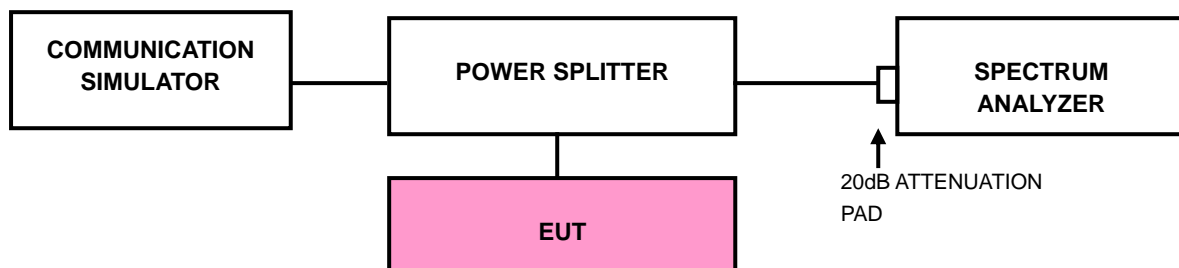 COMMUNICATION
SIMULATOR
POWER SPLITTER
SPECTRUM
ANALYZER
20dB ATTENUATION
PAD
EUT